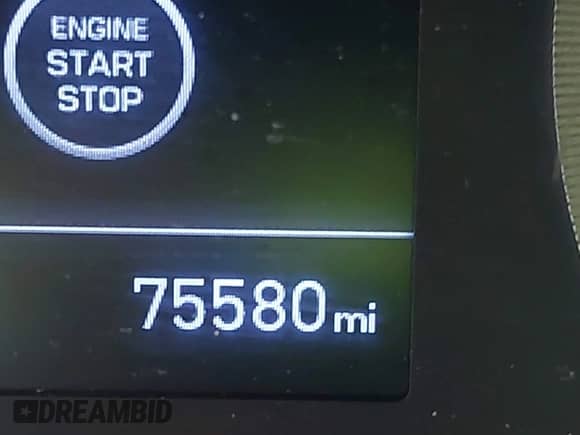 ENGINE
START
STOP
75580 mi
DREAMBID